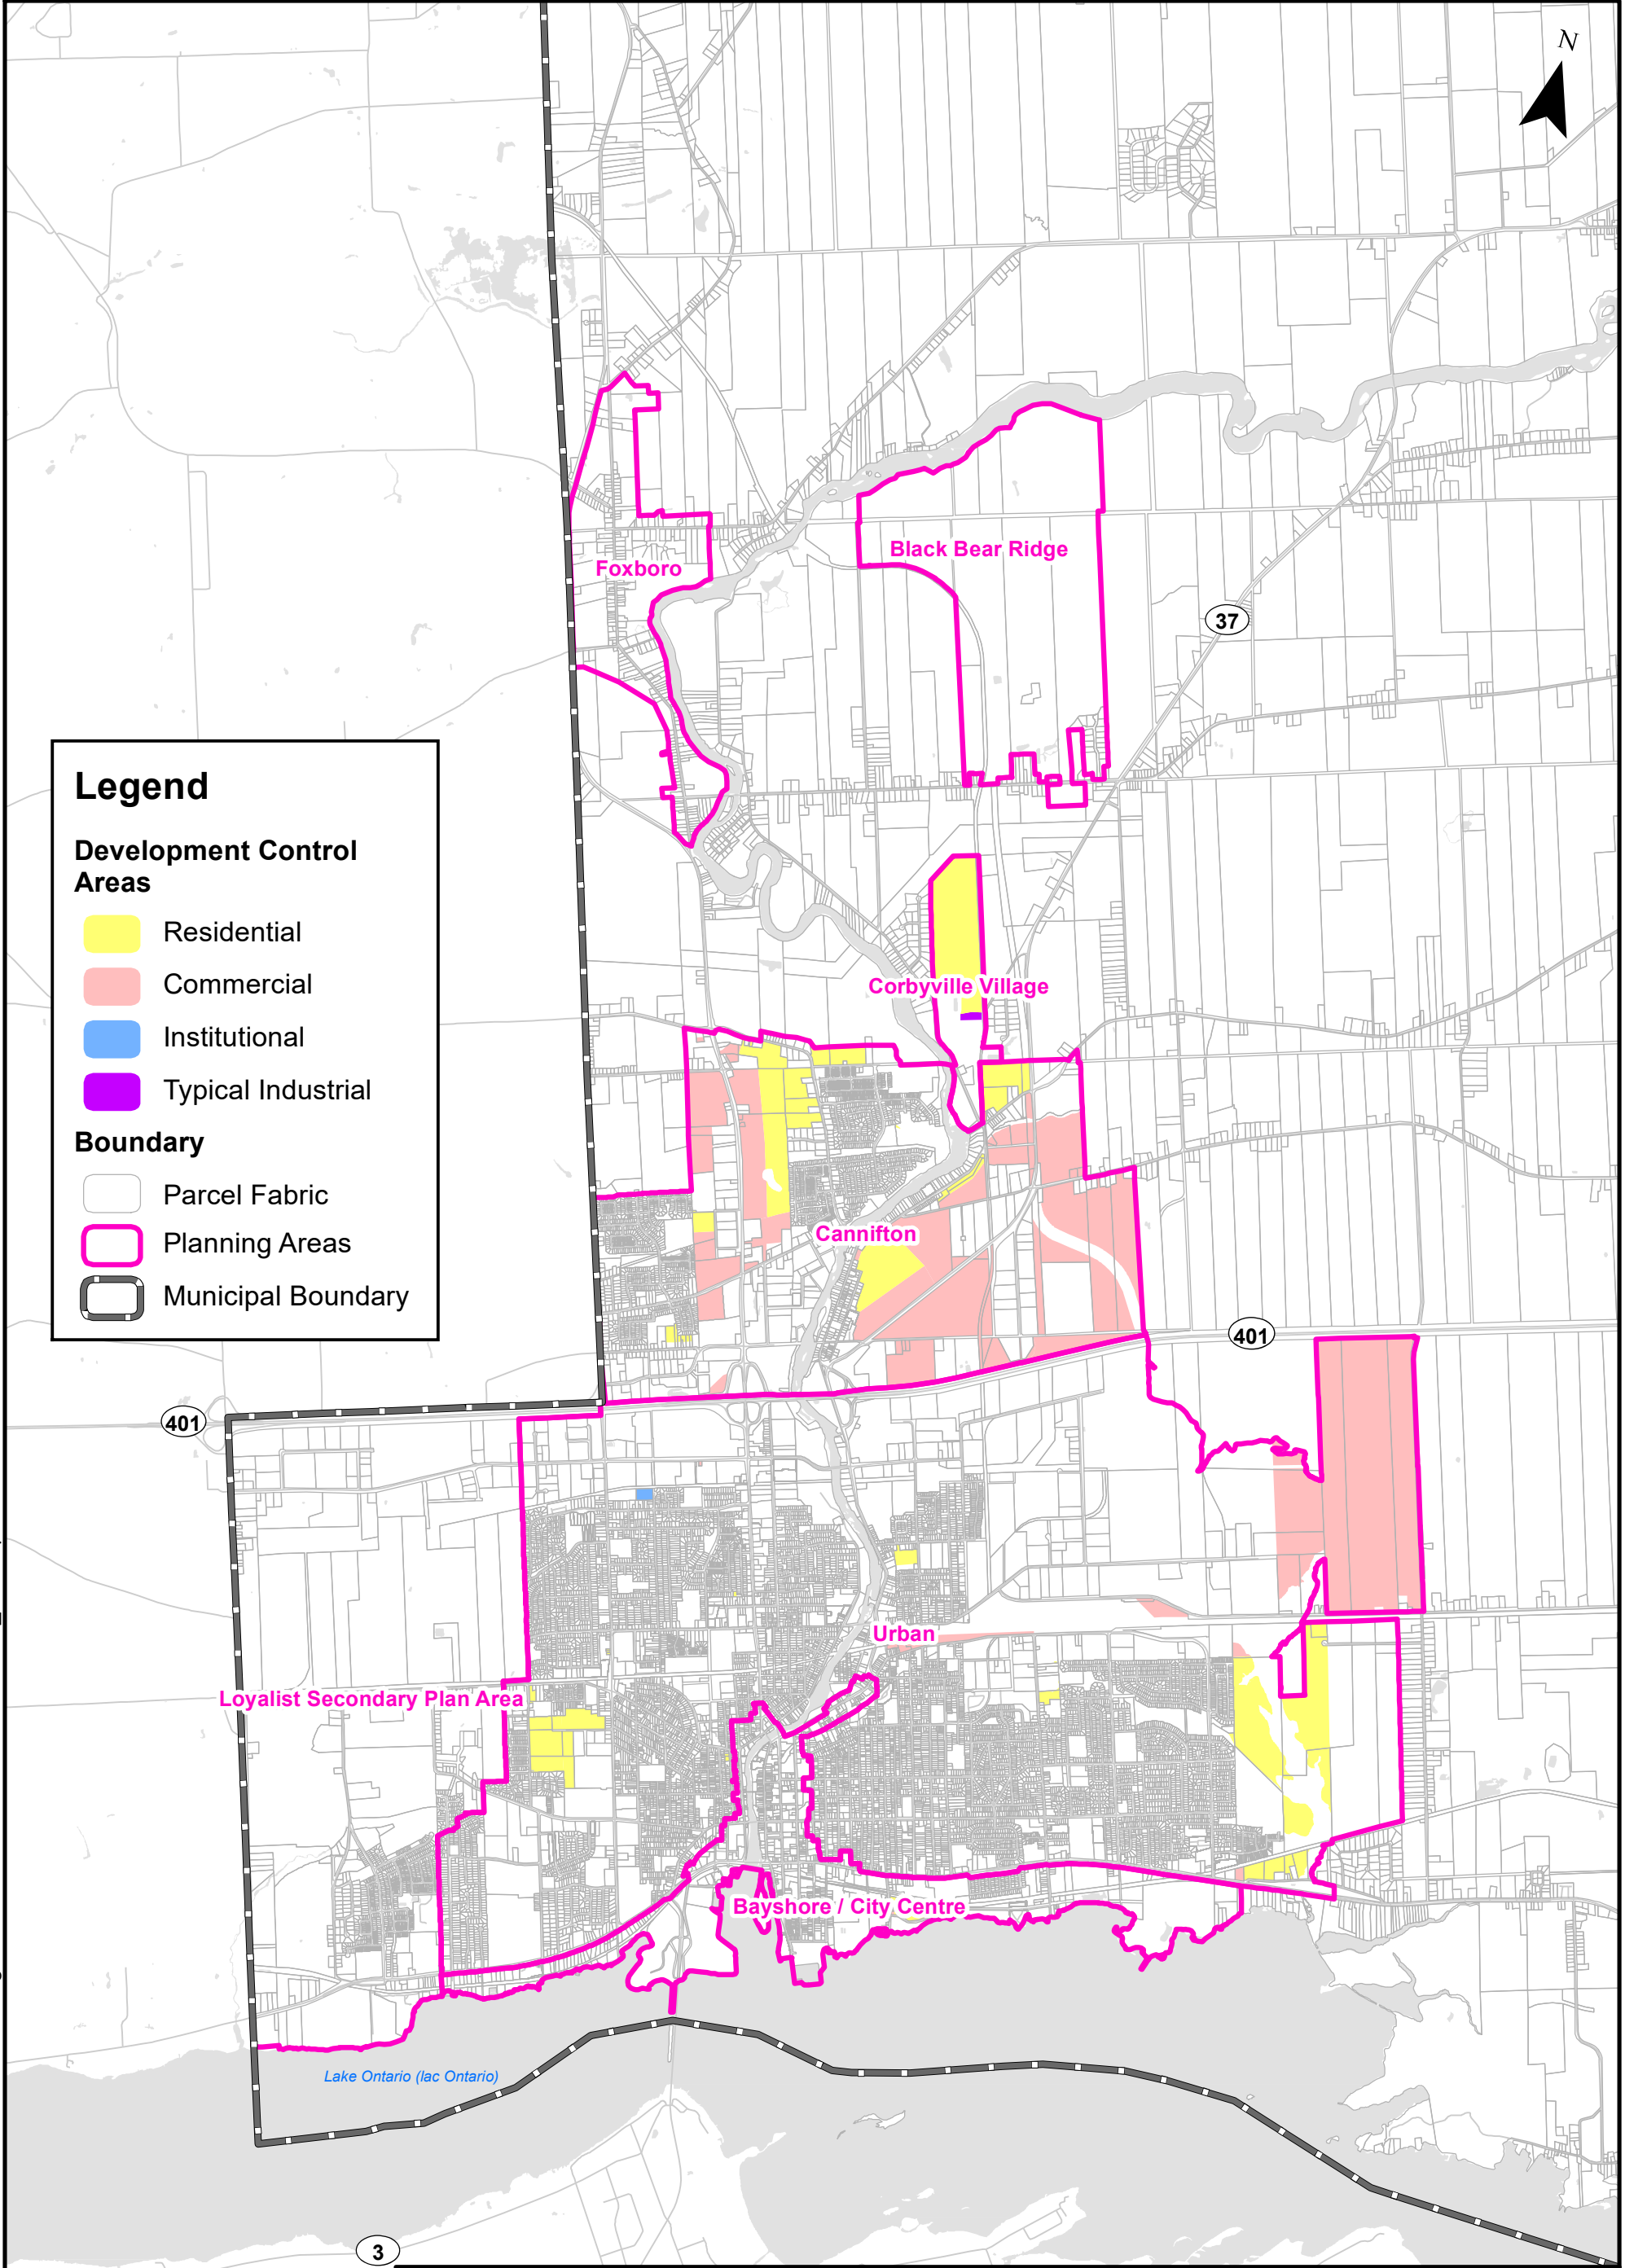 N
Foxboro
Black Bear Ridge
37
Legend
Development Control
Areas
Residential
Commercial
Institutional
Typical Industrial
Boundary
Parcel Fabric
Planning Areas
Municipal Boundary
Corbyville Village
Cannifton
401
401
Urban
Loyalist Secondary Plan Area
Bayshore / City Centre
Lake Ontario (lac Ontario)
3